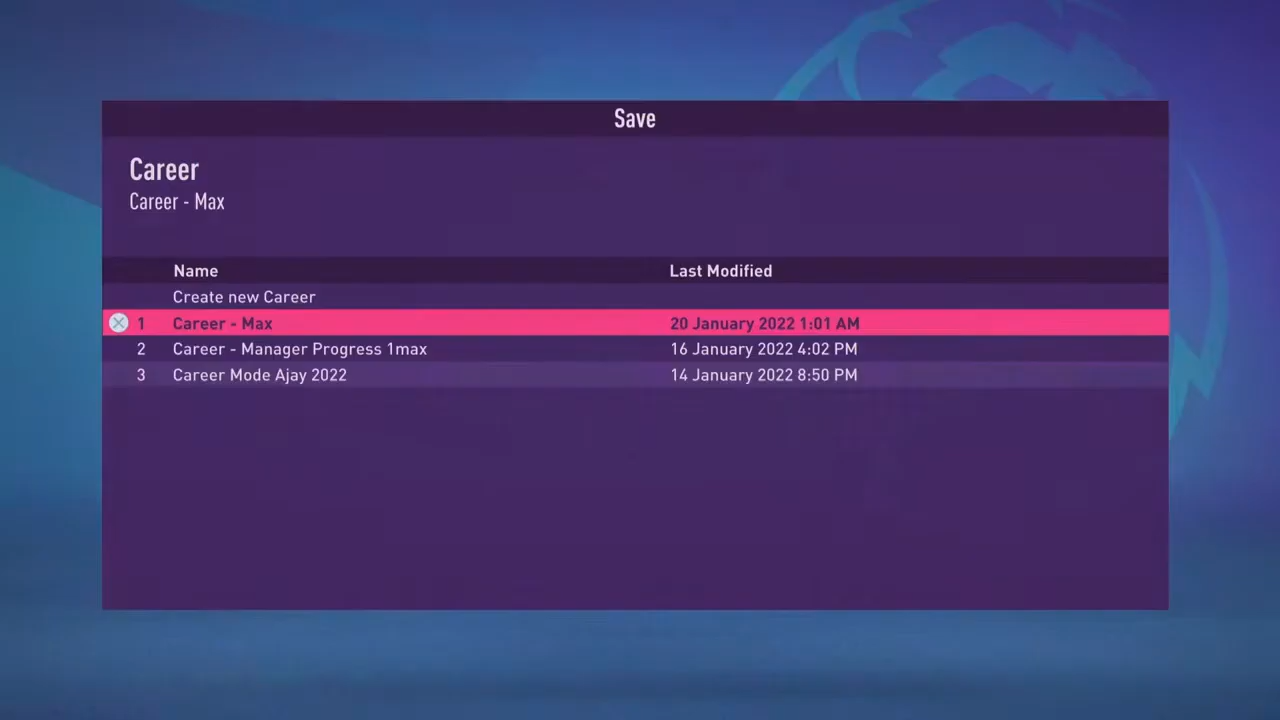 Save
Career
Career - Max
Name Last Modified
Create new Career
1 Career - Max 20 January 2022 1:01 AM
2 Career - Manager Progress 1max 16 January 2022 4:02 PM
3 Career Mode Ajay 2022 14 January 2022 8:50 PM